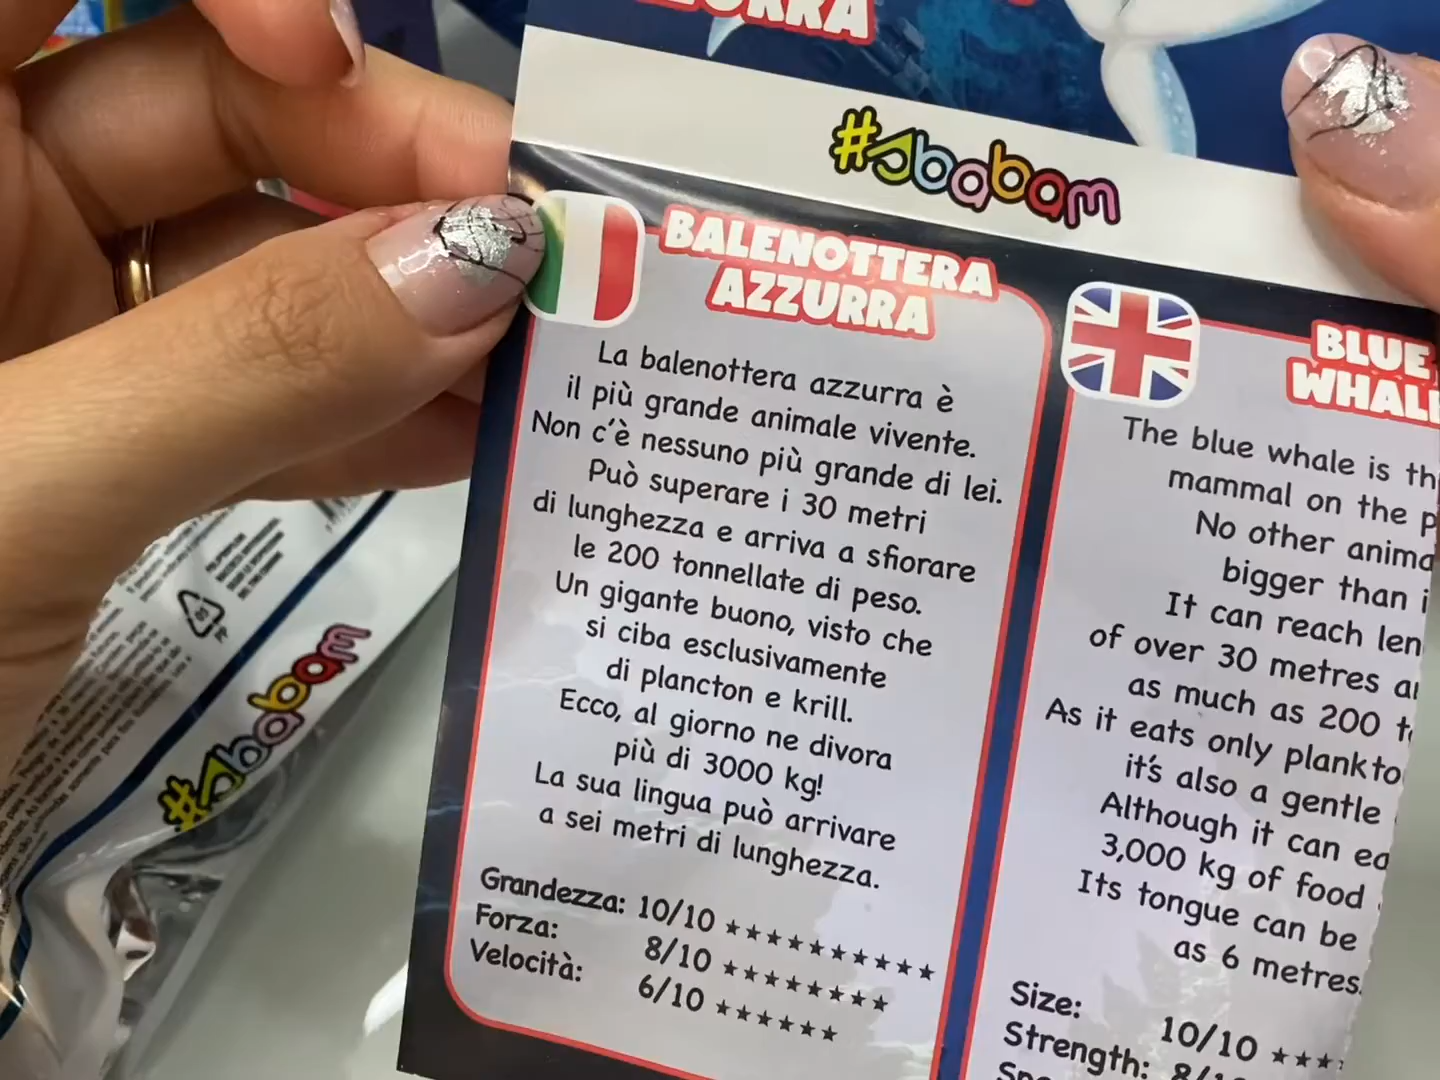 #sbabam
BALENOTTERA
AZZURRA
La balenottera azzurra è
il più grande animale vivente.
Non c'è nessuno più grande di lei.
Può superare i 30 metri
di lunghezza e arriva a sfiorare
le 200 tonnellate di peso.
Un gigante buono, visto che
si ciba esclusivamente
di plancton e krill.
Ecco, al giorno ne divora
più di 3000 kg!
La sua lingua può arrivare
a sei metri di lunghezza.
Grandezza: 10/10 ★★★★★★★★★★
Forza: 8/10 ★★★★★★★★
Velocità: 6/10 ★★★★★★
BLUE
WHALE
The blue whale is
mammal on the
No other
bigger than
It can reach
of over 30 metres
as much as 200
As it eats only
it's also a gentle
Although it can
3,000 kg of food
Its tongue can be
as 6 metres.
Size: 10/10 ★★★
Strength:
#sbabam